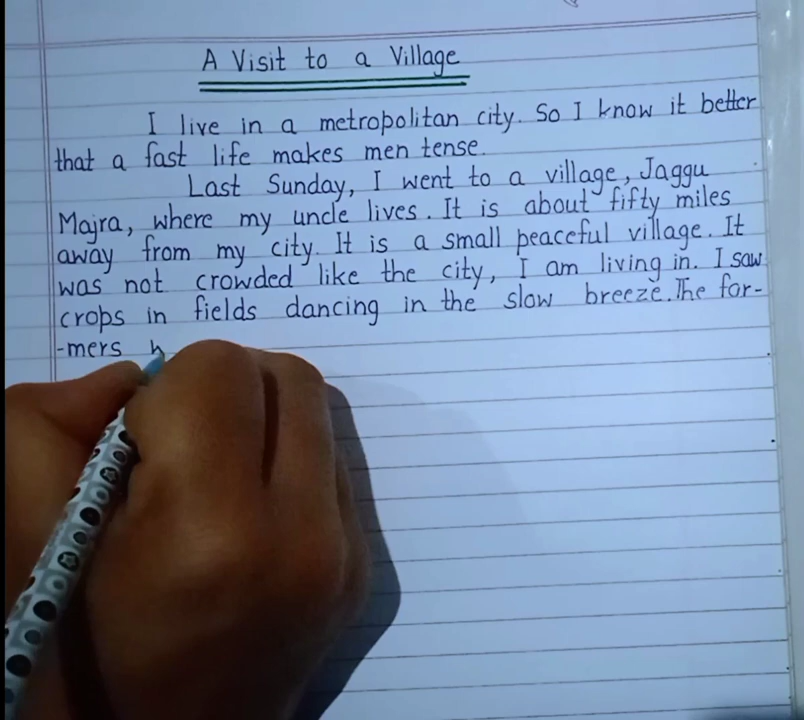 A Visit to a Village
I live in a metropolitan city. So I know it better
that a fast life makes men tense.
Last Sunday, I went to a village, Jaggu
Majra, where my uncle lives. It is about fifty miles
away from my city. It is a small peaceful village. It
was not crowded like the city, I am living in. I saw
crops in fields dancing in the slow breeze. The far-
-mers